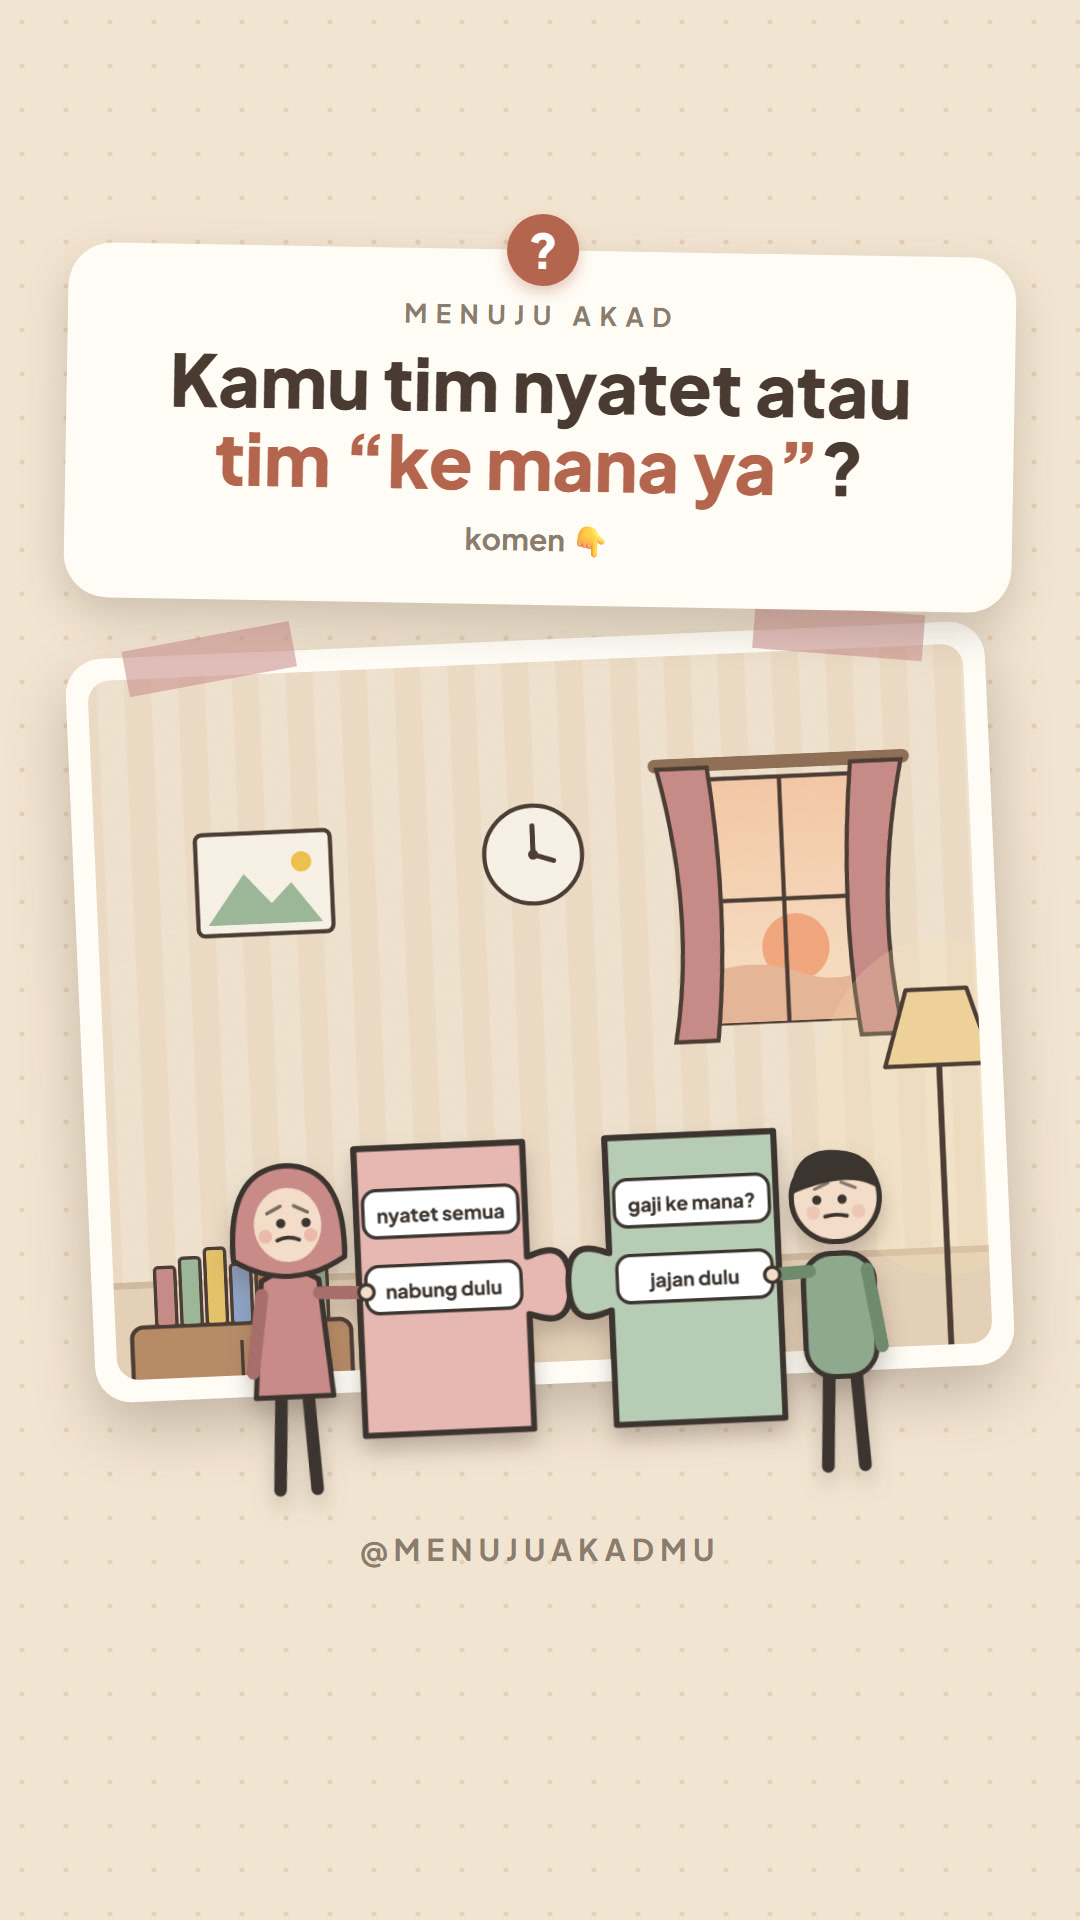 ?
MENUJU AKAD
Kamu tim nyatet atau
tim “ke mana ya”?
komen 👇
nyatet semua
nabung dulu
gaji ke mana?
jajan dulu
@MENUJUAKADMU